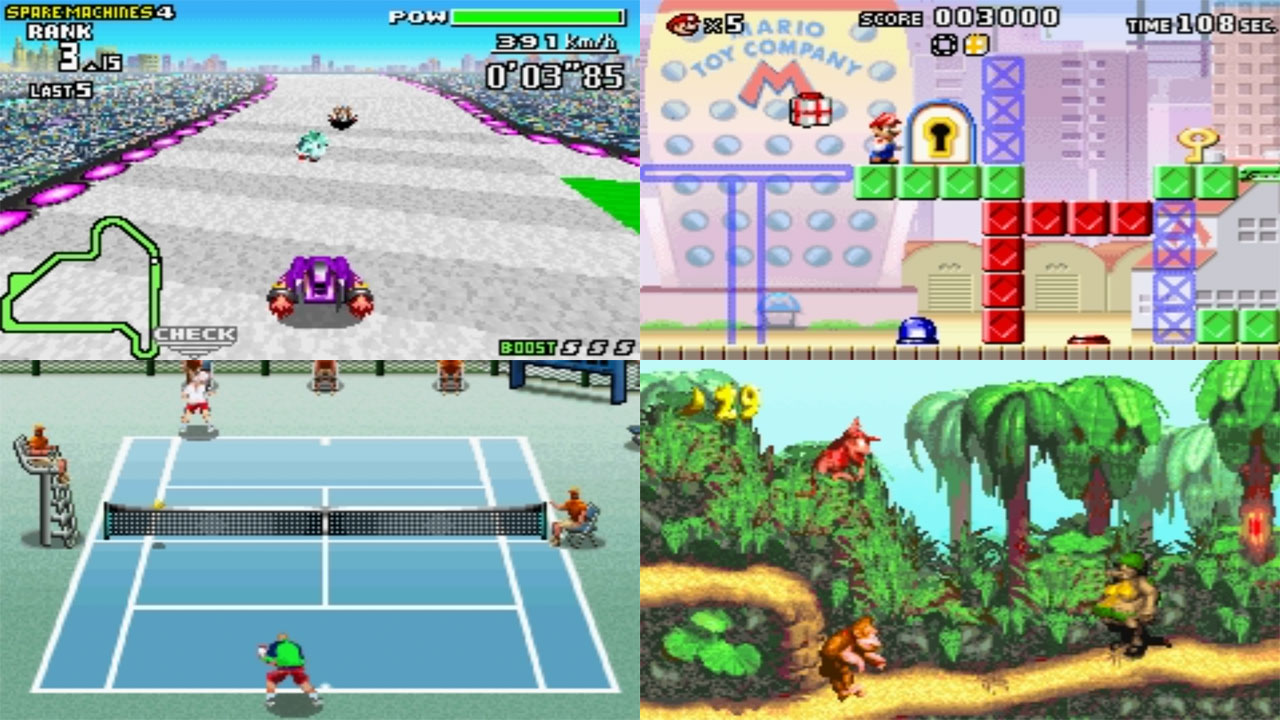 SPARE MACHINES 4
RANK
3/15
LAST 5
POW
391 km/h
0'03"85
CHECK
BOOST S S S
×5
SCORE 003000
TIME 108 SEC.
MARIO
TOY COMPANY
M
29